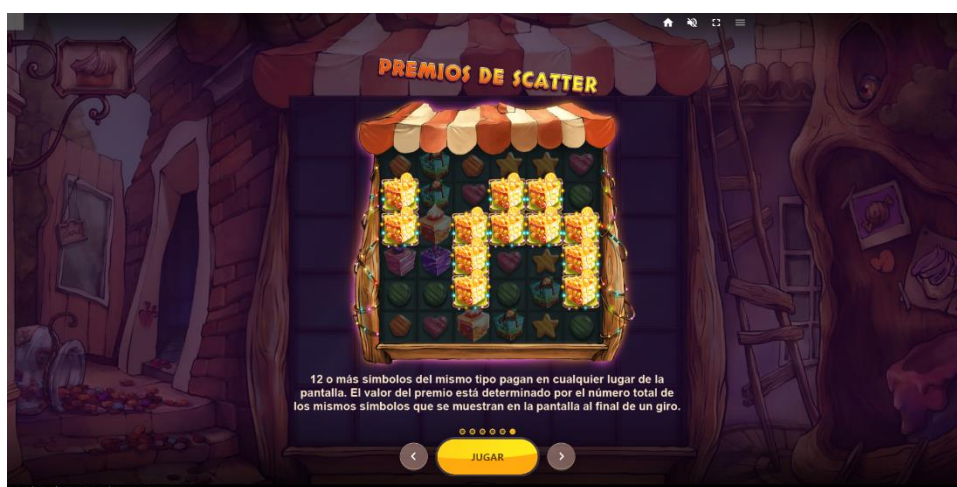 PREMIOS DE SCATTER
12 o más símbolos del mismo tipo pagan en cualquier lugar de la
pantalla. El valor del premio está determinado por el número total de
los mismos símbolos que se muestran en la pantalla al final de un giro.
JUGAR